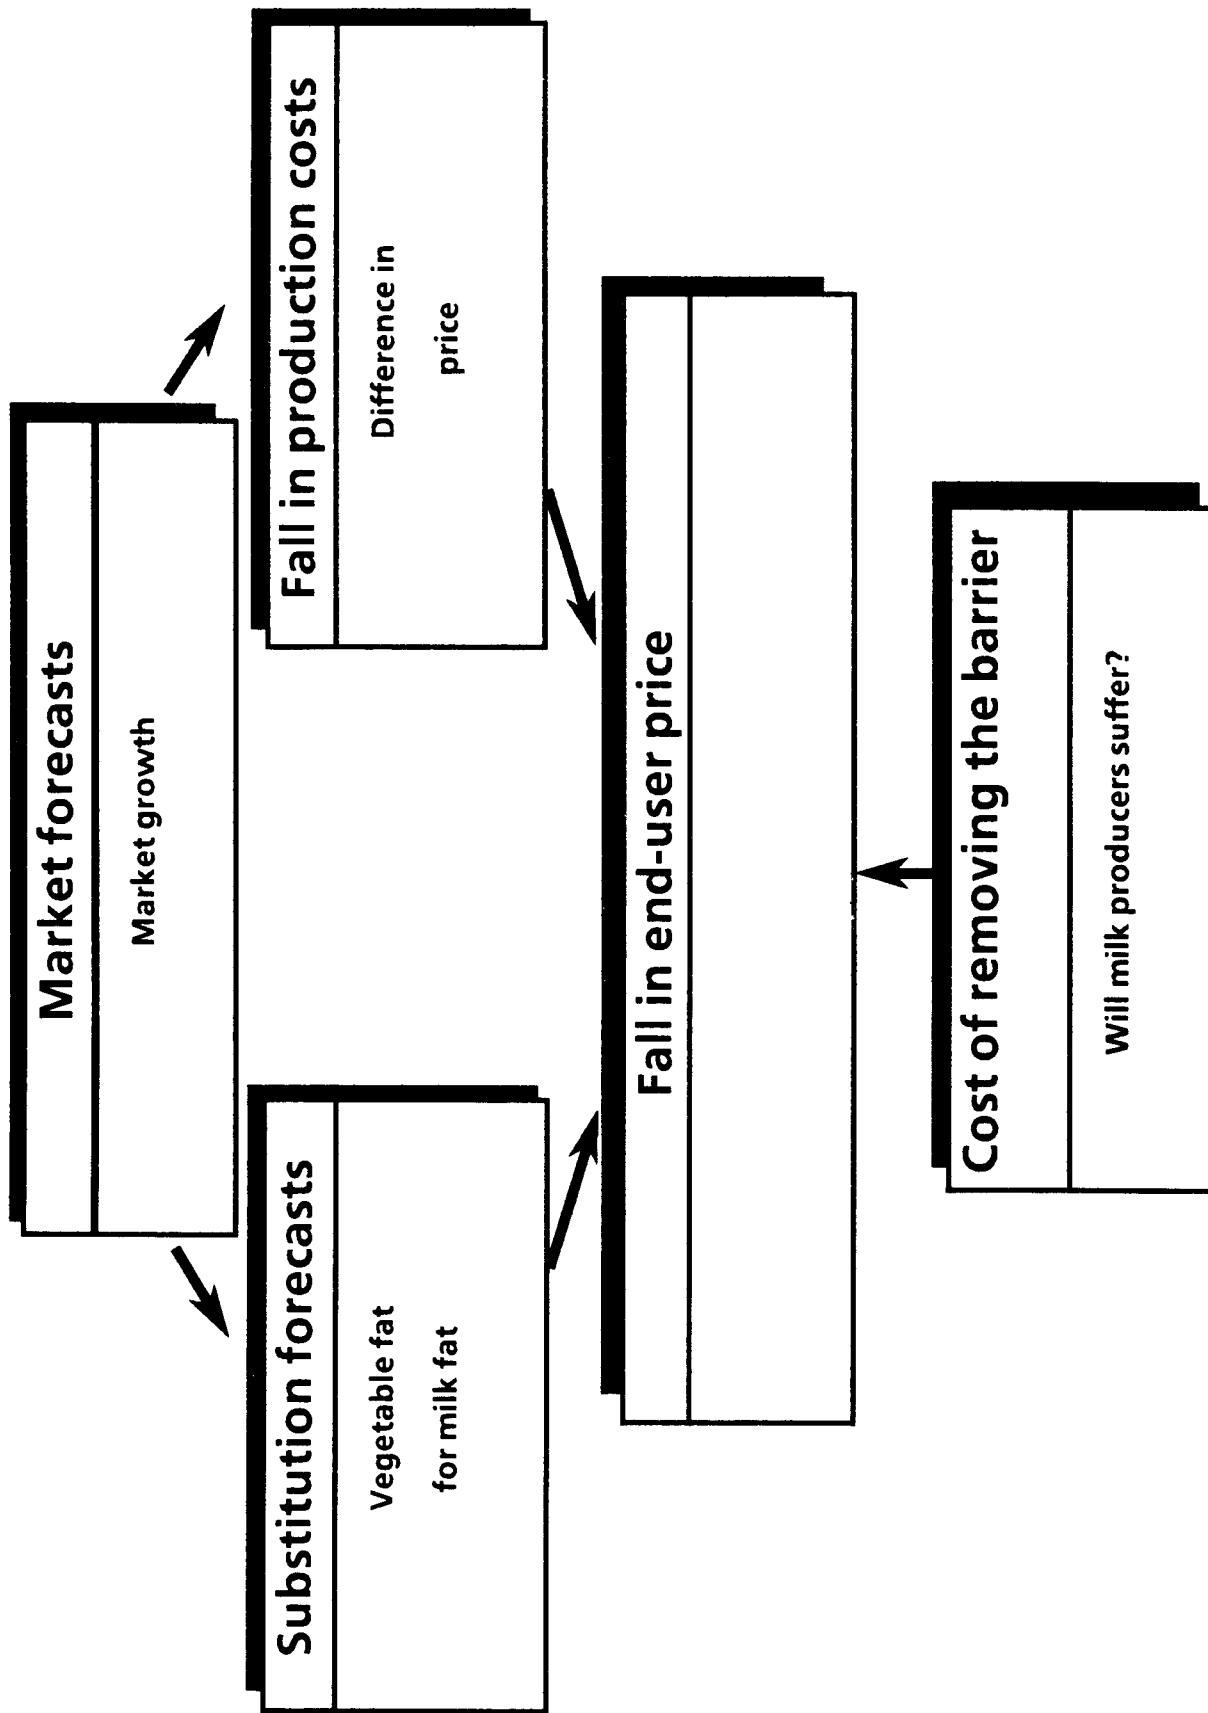 Market forecasts
Market growth
Substitution forecasts
Vegetable fat
for milk fat
Fall in production costs
Difference in
price
Fall in end-user price
Cost of removing the barrier
Will milk producers suffer?